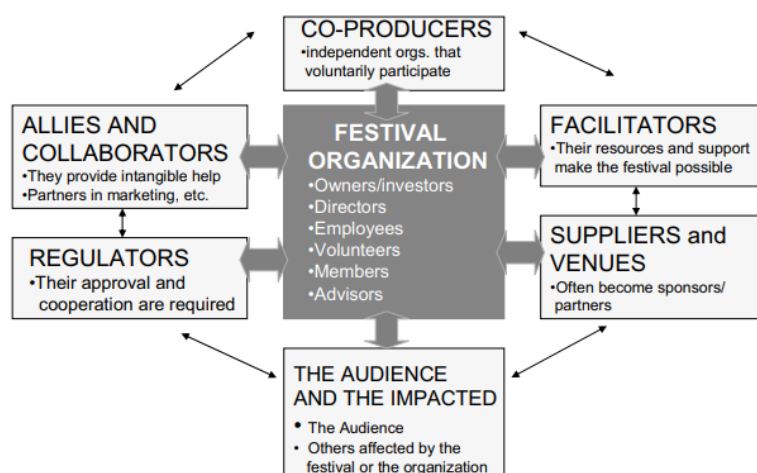 CO-PRODUCERS
•independent orgs. that
voluntarily participate
ALLIES AND
COLLABORATORS
•They provide intangible help
•Partners in marketing, etc.
FESTIVAL
ORGANIZATION
•Owners/investors
•Directors
•Employees
•Volunteers
•Members
•Advisors
FACILITATORS
•Their resources and support
make the festival possible
REGULATORS
•Their approval and
cooperation are required
SUPPLIERS and
VENUES
•Often become sponsors/
partners
THE AUDIENCE
AND THE IMPACTED
• The Audience
• Others affected by the
festival or the organization